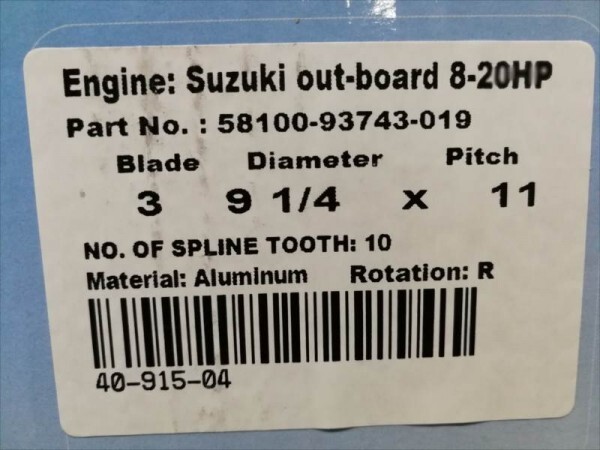 Engine: Suzuki out-board 8-20HP
Part No. : 58100-93743-019
Blade Diameter Pitch
3 9 1/4 x 11
NO. OF SPLINE TOOTH: 10
Material: Aluminum Rotation: R
40-915-04